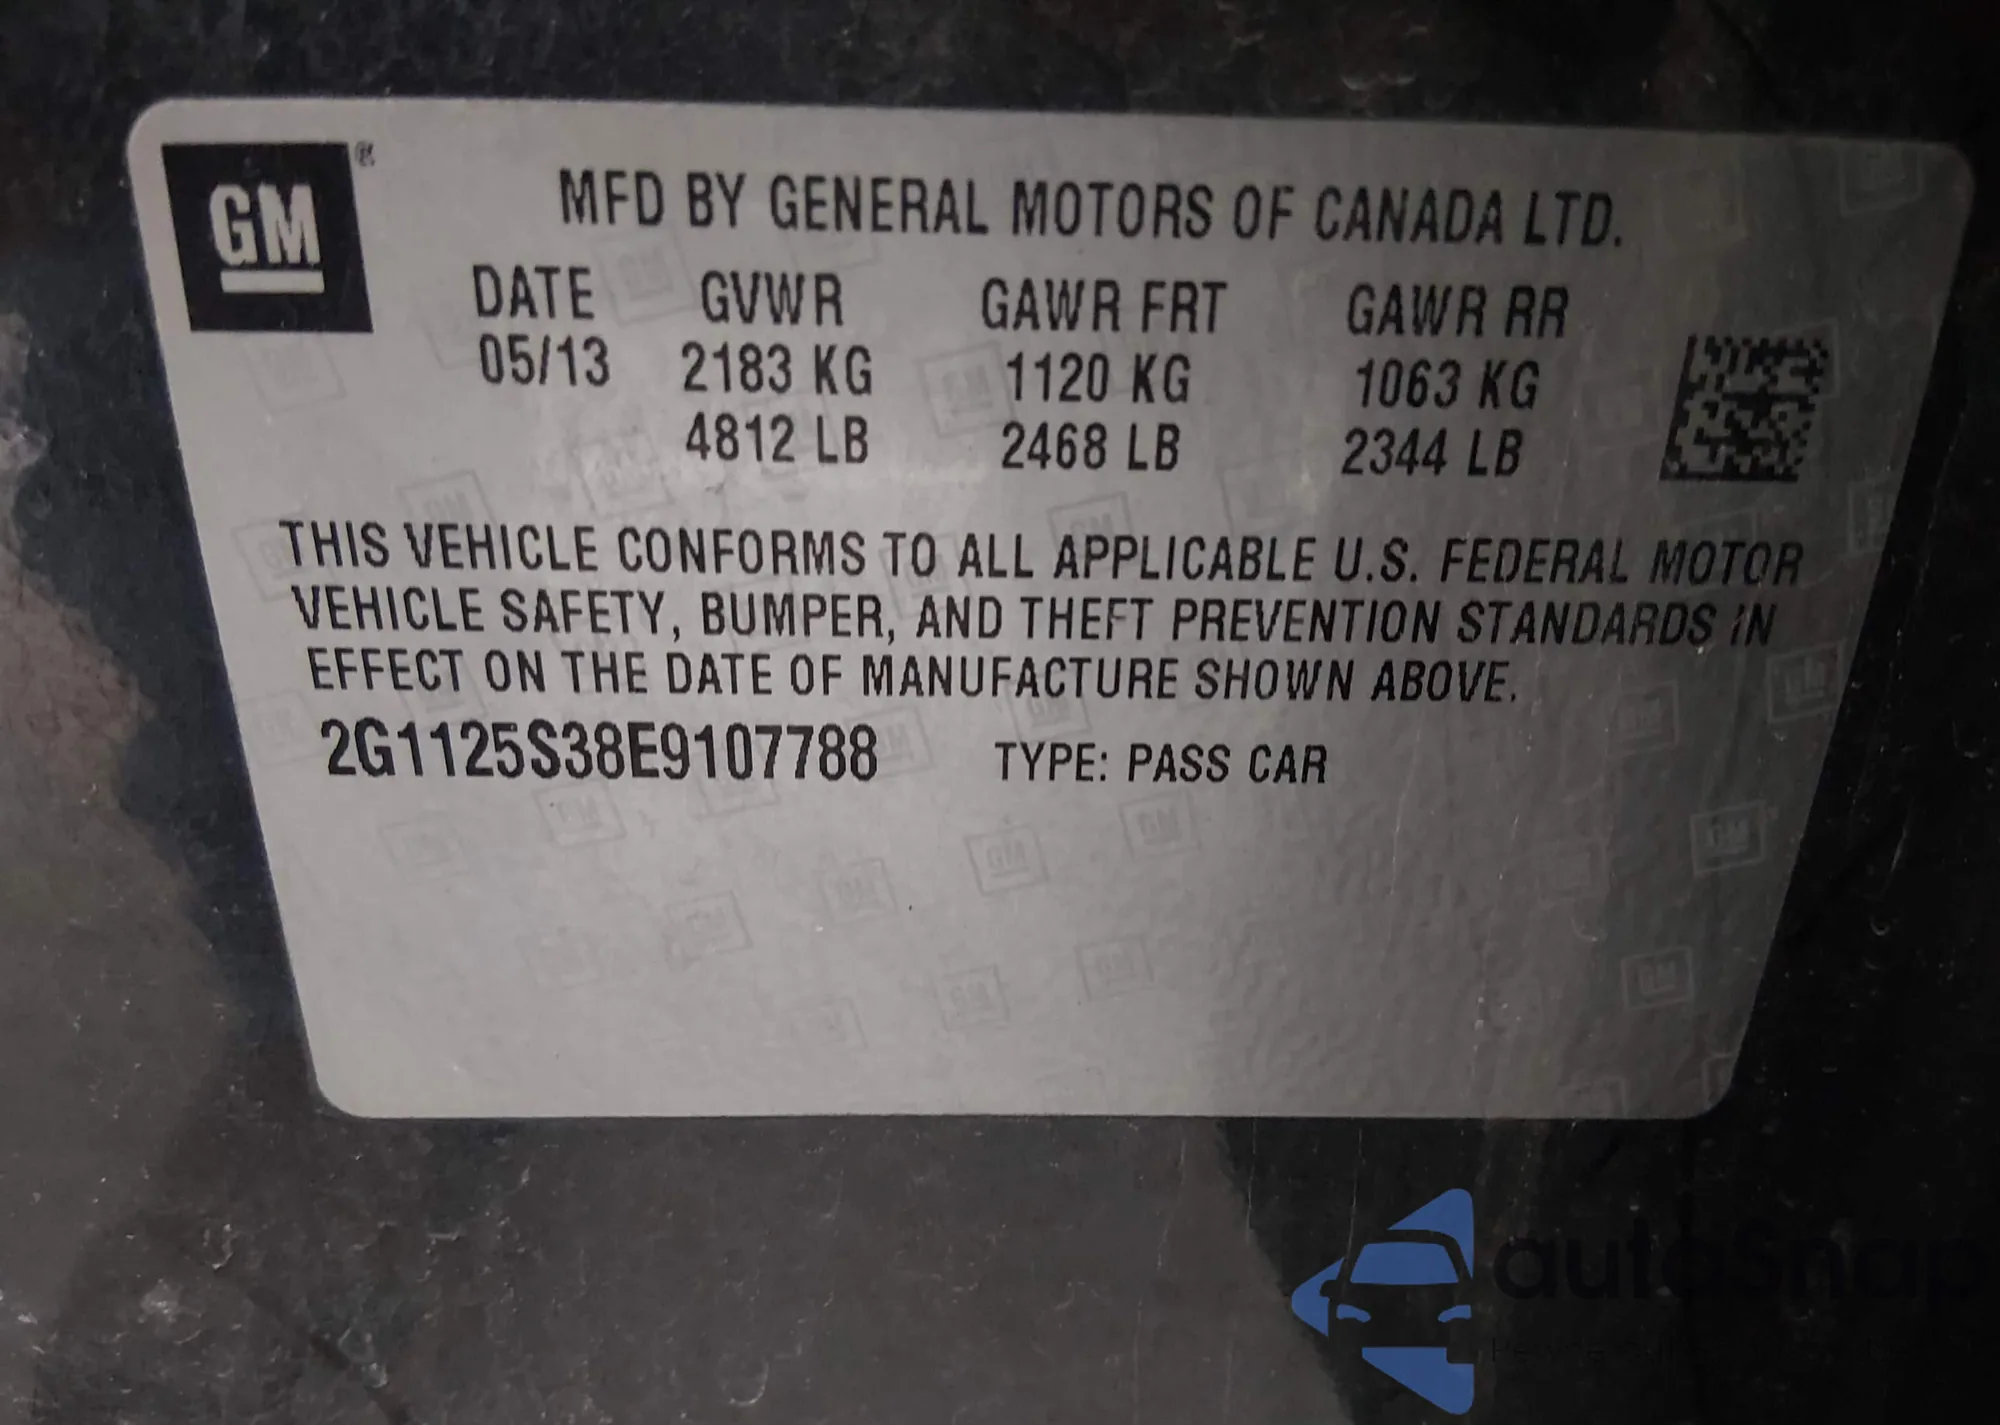 GM ®
MFD BY GENERAL MOTORS OF CANADA LTD.
DATE GVWR GAWR FRT GAWR RR
05/13 2183 KG 1120 KG 1063 KG
4812 LB 2468 LB 2344 LB
THIS VEHICLE CONFORMS TO ALL APPLICABLE U.S. FEDERAL MOTOR
VEHICLE SAFETY, BUMPER, AND THEFT PREVENTION STANDARDS IN
EFFECT ON THE DATE OF MANUFACTURE SHOWN ABOVE.
2G1125S38E9107788 TYPE: PASS CAR
autoSnap